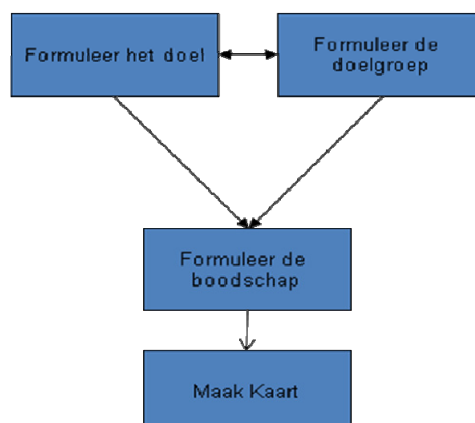 Formuleer het doel
Formuleer de
doelgroep
Formuleer de
boodschap
Maak Kaart